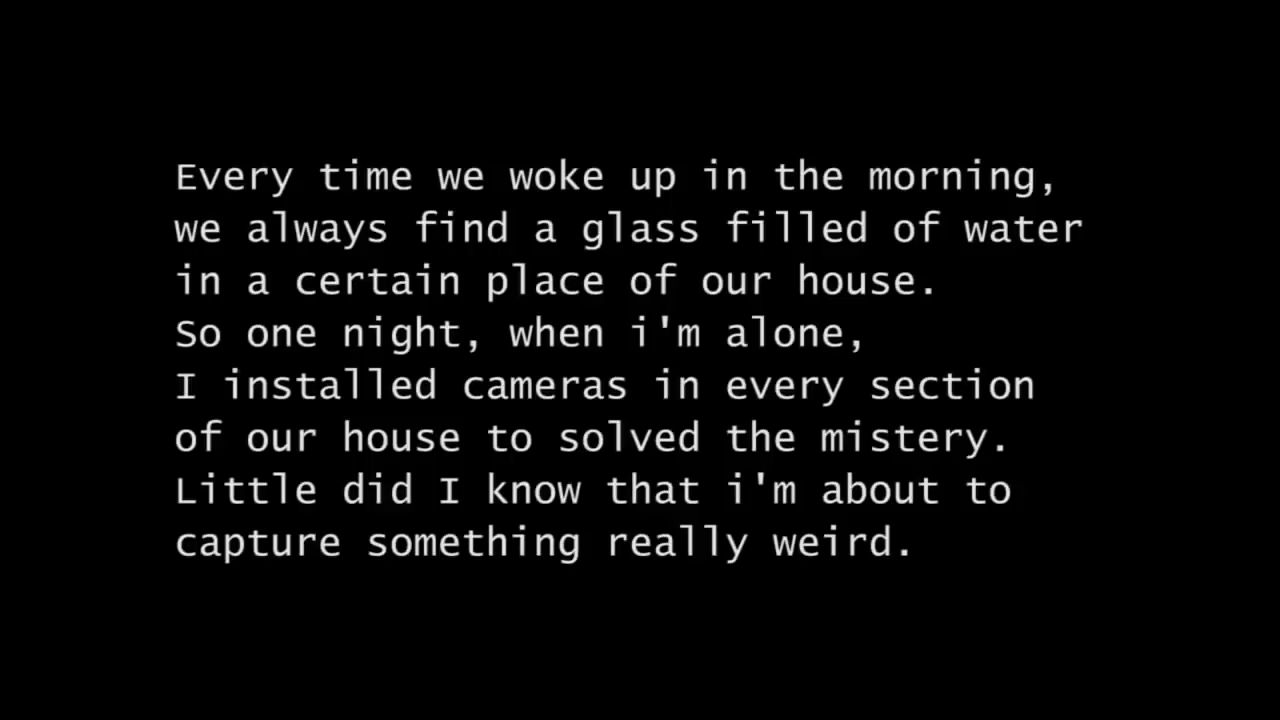 Every time we woke up in the morning,
we always find a glass filled of water
in a certain place of our house.
So one night, when i'm alone,
I installed cameras in every section
of our house to solved the mistery.
Little did I know that i'm about to
capture something really weird.